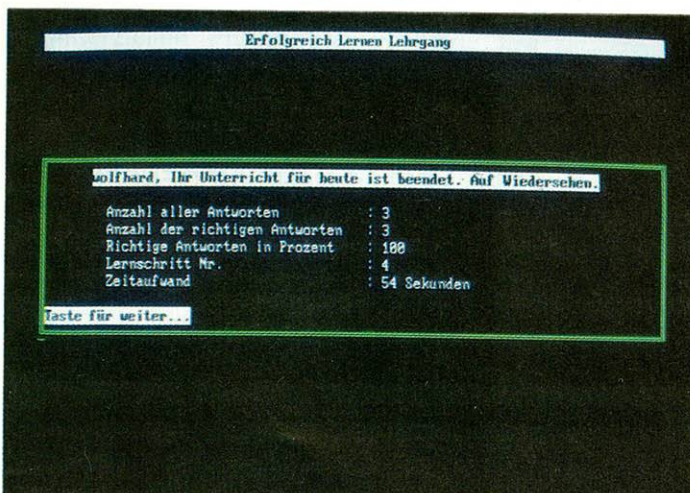 Erfolgreich Lernen Lehrgang
wolfhard, Ihr Unterricht für heute ist beendet. Auf Wiedersehen.
Anzahl aller Antworten : 3
Anzahl der richtigen Antworten : 3
Richtige Antworten in Prozent : 100
Lernschritt Nr. : 4
Zeitaufwand : 54 Sekunden
Taste für weiter...